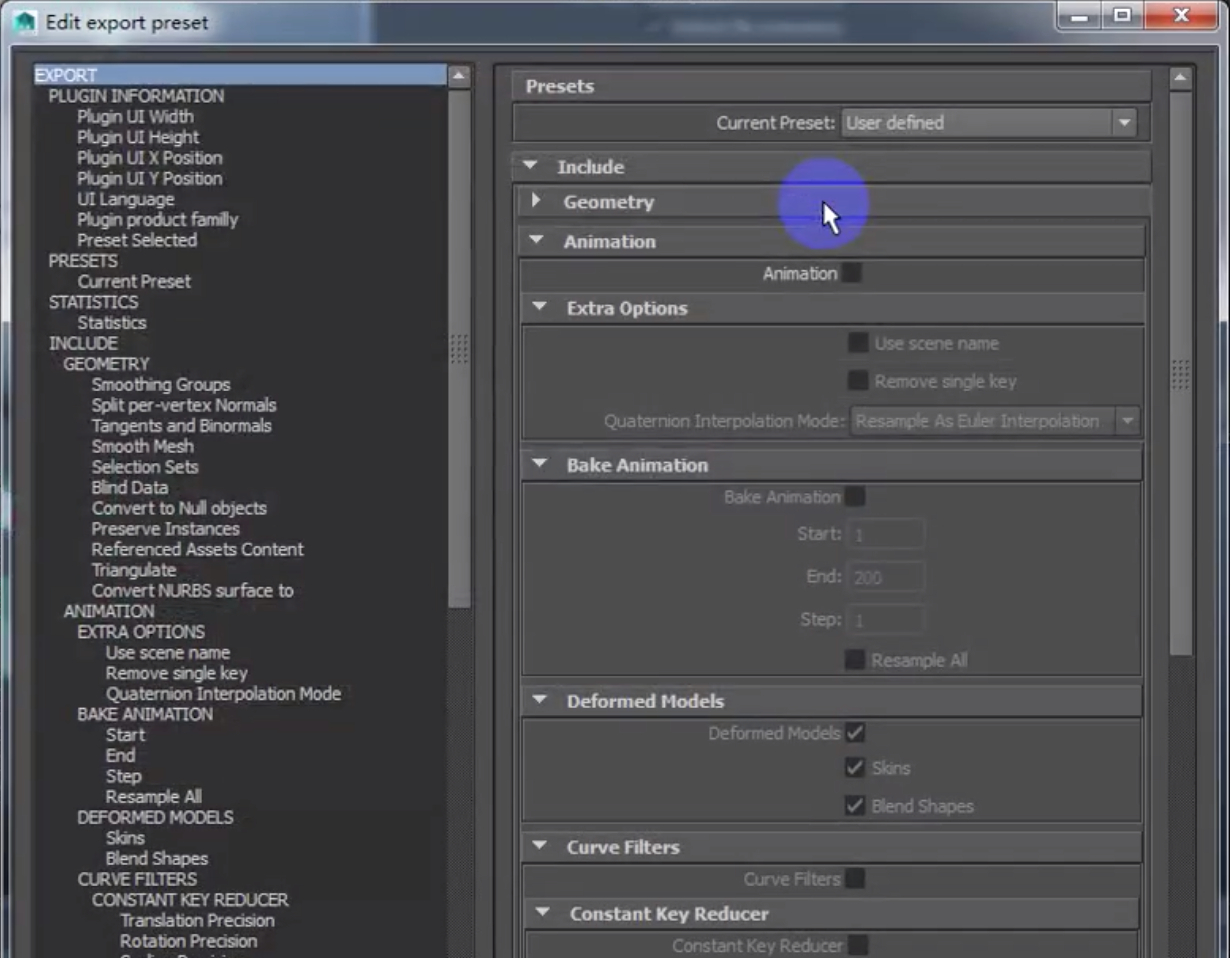 Edit export preset
EXPORT
PLUGIN INFORMATION
Plugin UI Width
Plugin UI Height
Plugin UI X Position
Plugin UI Y Position
UI Language
Plugin product familly
Preset Selected
PRESETS
Current Preset
STATISTICS
Statistics
INCLUDE
GEOMETRY
Smoothing Groups
Split per-vertex Normals
Tangents and Binormals
Smooth Mesh
Selection Sets
Blind Data
Convert to Null objects
Preserve Instances
Referenced Assets Content
Triangulate
Convert NURBS surface to
ANIMATION
EXTRA OPTIONS
Use scene name
Remove single key
Quaternion Interpolation Mode
BAKE ANIMATION
Start
End
Step
Resample All
DEFORMED MODELS
Skins
Blend Shapes
CURVE FILTERS
CONSTANT KEY REDUCER
Translation Precision
Rotation Precision
Presets
Current Preset: User defined
Include
Geometry
Animation
Animation
Extra Options
Use scene name
Remove single key
Quaternion Interpolation Mode: Resample As Euler Interpolation
Bake Animation
Bake Animation
Start: 1
End: 200
Step: 1
Resample All
Deformed Models
Deformed Models
Skins
Blend Shapes
Curve Filters
Curve Filters
Constant Key Reducer
Constant Key Reducer